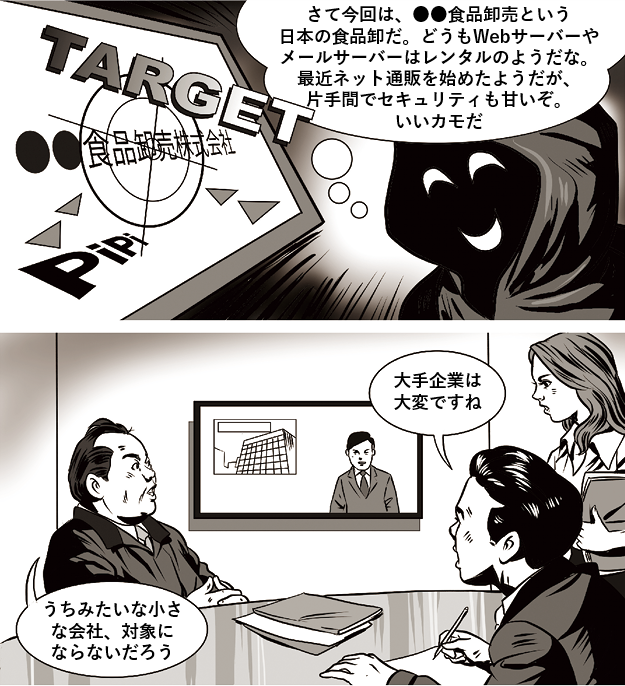 さて今回は、●●食品卸売という
日本の食品卸だ。どうもWebサーバーや
メールサーバーはレンタルのようだな。
最近ネット通販を始めたようだが、
片手間でセキュリティも甘いぞ。
いいカモだ
TARGET
●●食品卸売株式会社
PiPi
大手企業は
大変ですね
うちみたいな小さ
な会社、対象に
ならないだろう